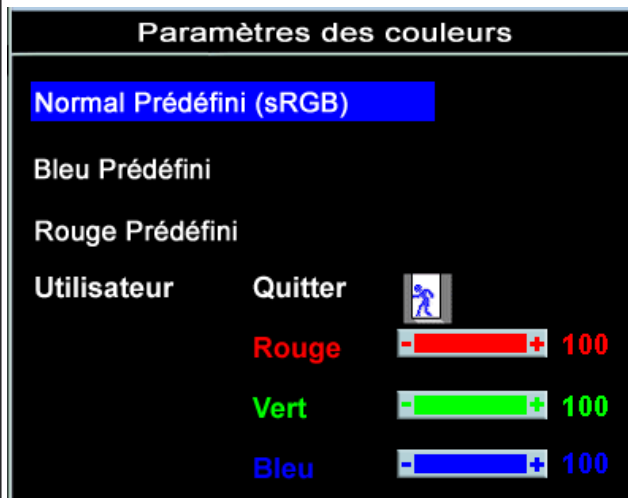 Paramètres des couleurs
Normal Prédéfini (sRGB)
Bleu Prédéfini
Rouge Prédéfini
Utilisateur Quitter
Rouge - + 100
Vert - + 100
Bleu - + 100